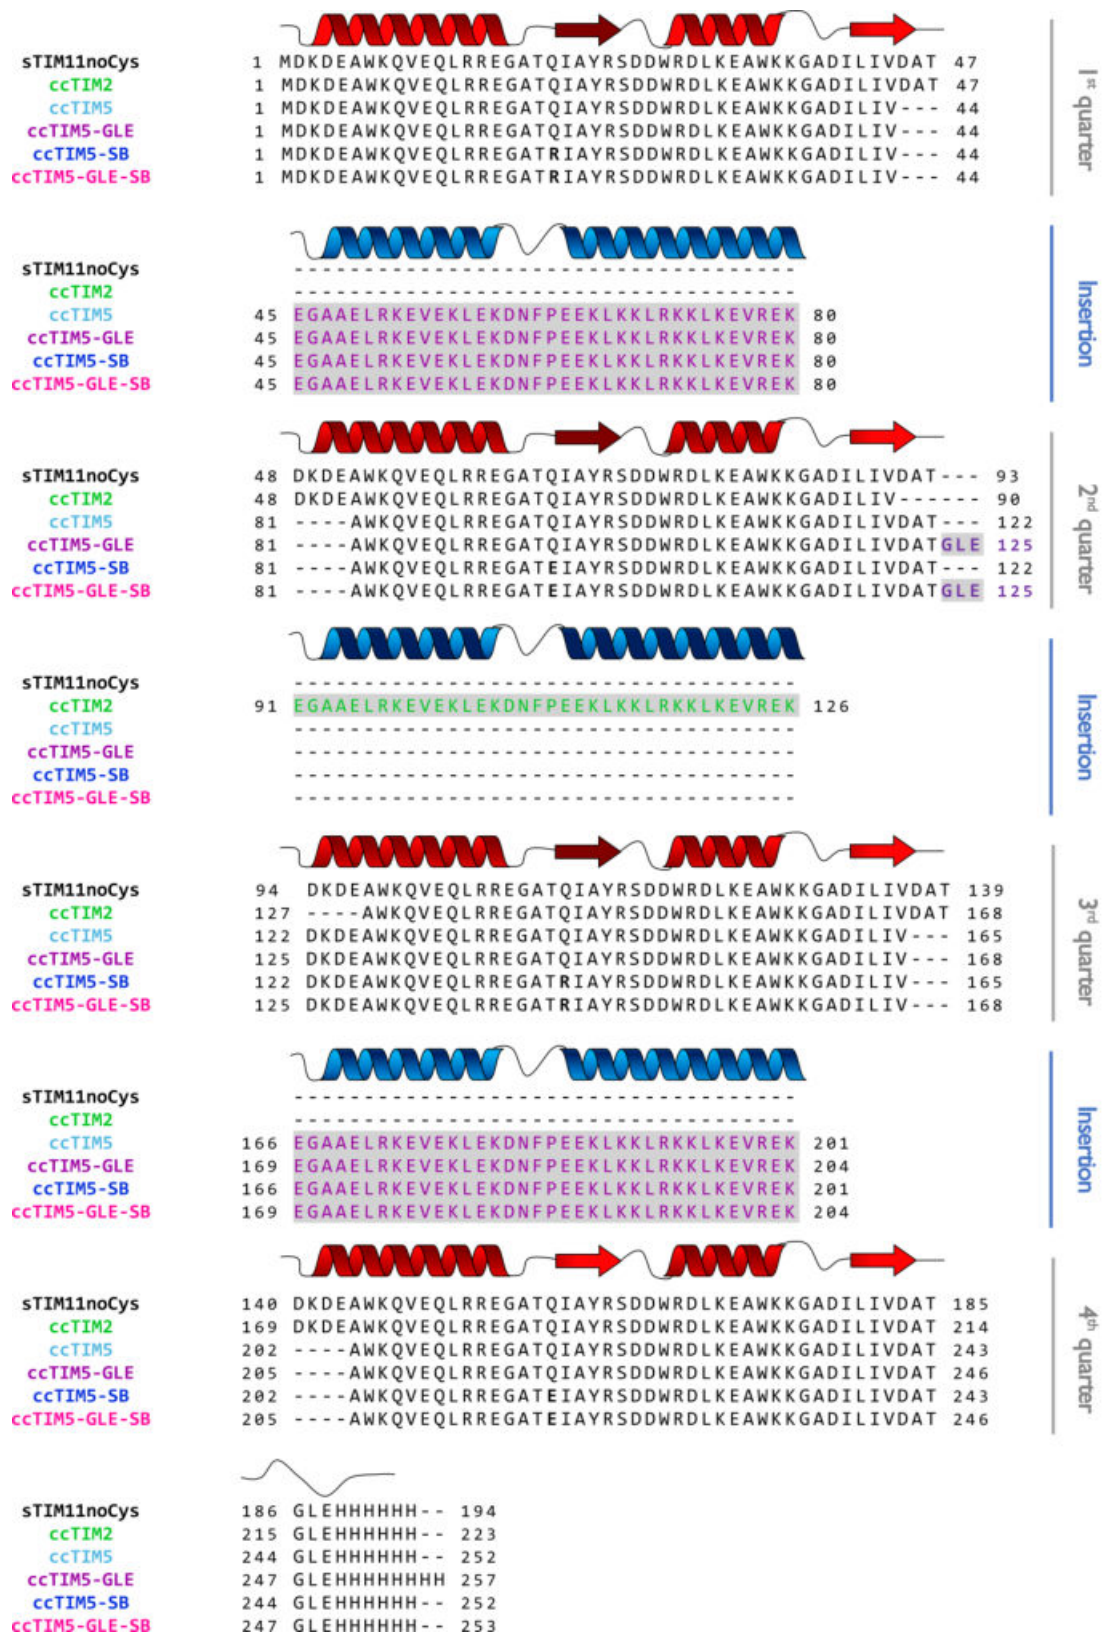 1st quarter
sTIM11noCys 1 MDKDEAWKQVEQLRREGATQIAYRSDDWRDLKEAWKKGADILIVDAT 47
ccTIM2 1 MDKDEAWKQVEQLRREGATQIAYRSDDWRDLKEAWKKGADILIVDAT 47
ccTIM5 1 MDKDEAWKQVEQLRREGATQIAYRSDDWRDLKEAWKKGADILIV--- 44
ccTIM5-GLE 1 MDKDEAWKQVEQLRREGATQIAYRSDDWRDLKEAWKKGADILIV--- 44
ccTIM5-SB 1 MDKDEAWKQVEQLRREGATRIAYRSDDWRDLKEAWKKGADILIV--- 44
ccTIM5-GLE-SB 1 MDKDEAWKQVEQLRREGATRIAYRSDDWRDLKEAWKKGADILIV--- 44
Insertion
sTIM11noCys ------------------------------------
ccTIM2 ------------------------------------
ccTIM5 45 EGAAELRKEVEKLEKDNFPEEKLKKLRKKLKEVREK 80
ccTIM5-GLE 45 EGAAELRKEVEKLEKDNFPEEKLKKLRKKLKEVREK 80
ccTIM5-SB 45 EGAAELRKEVEKLEKDNFPEEKLKKLRKKLKEVREK 80
ccTIM5-GLE-SB 45 EGAAELRKEVEKLEKDNFPEEKLKKLRKKLKEVREK 80
2nd quarter
sTIM11noCys 48 DKDEAWKQVEQLRREGATQIAYRSDDWRDLKEAWKKGADILIVDAT--- 93
ccTIM2 48 DKDEAWKQVEQLRREGATQIAYRSDDWRDLKEAWKKGADILIV------ 90
ccTIM5 81 ----AWKQVEQLRREGATQIAYRSDDWRDLKEAWKKGADILIVDAT--- 122
ccTIM5-GLE 81 ----AWKQVEQLRREGATQIAYRSDDWRDLKEAWKKGADILIVDATGLE 125
ccTIM5-SB 81 ----AWKQVEQLRREGATEIAYRSDDWRDLKEAWKKGADILIVDAT--- 122
ccTIM5-GLE-SB 81 ----AWKQVEQLRREGATEIAYRSDDWRDLKEAWKKGADILIVDATGLE 125
Insertion
sTIM11noCys ------------------------------------
ccTIM2 91 EGAAELRKEVEKLEKDNFPEEKLKKLRKKLKEVREK 126
ccTIM5 ------------------------------------
ccTIM5-GLE ------------------------------------
ccTIM5-SB ------------------------------------
ccTIM5-GLE-SB ------------------------------------
3rd quarter
sTIM11noCys 94 DKDEAWKQVEQLRREGATQIAYRSDDWRDLKEAWKKGADILIVDAT 139
ccTIM2 127 ----AWKQVEQLRREGATQIAYRSDDWRDLKEAWKKGADILIVDAT 168
ccTIM5 122 DKDEAWKQVEQLRREGATQIAYRSDDWRDLKEAWKKGADILIV--- 165
ccTIM5-GLE 125 DKDEAWKQVEQLRREGATQIAYRSDDWRDLKEAWKKGADILIV--- 168
ccTIM5-SB 122 DKDEAWKQVEQLRREGATRIAYRSDDWRDLKEAWKKGADILIV--- 165
ccTIM5-GLE-SB 125 DKDEAWKQVEQLRREGATRIAYRSDDWRDLKEAWKKGADILIV--- 168
Insertion
sTIM11noCys ------------------------------------
ccTIM2 ------------------------------------
ccTIM5 166 EGAAELRKEVEKLEKDNFPEEKLKKLRKKLKEVREK 201
ccTIM5-GLE 169 EGAAELRKEVEKLEKDNFPEEKLKKLRKKLKEVREK 204
ccTIM5-SB 166 EGAAELRKEVEKLEKDNFPEEKLKKLRKKLKEVREK 201
ccTIM5-GLE-SB 169 EGAAELRKEVEKLEKDNFPEEKLKKLRKKLKEVREK 204
4th quarter
sTIM11noCys 140 DKDEAWKQVEQLRREGATQIAYRSDDWRDLKEAWKKGADILIVDAT 185
ccTIM2 169 DKDEAWKQVEQLRREGATQIAYRSDDWRDLKEAWKKGADILIVDAT 214
ccTIM5 202 ----AWKQVEQLRREGATQIAYRSDDWRDLKEAWKKGADILIVDAT 243
ccTIM5-GLE 205 ----AWKQVEQLRREGATQIAYRSDDWRDLKEAWKKGADILIVDAT 246
ccTIM5-SB 202 ----AWKQVEQLRREGATEIAYRSDDWRDLKEAWKKGADILIVDAT 243
ccTIM5-GLE-SB 205 ----AWKQVEQLRREGATEIAYRSDDWRDLKEAWKKGADILIVDAT 246
sTIM11noCys 186 GLEHHHHHH-- 194
ccTIM2 215 GLEHHHHHH-- 223
ccTIM5 244 GLEHHHHHH-- 252
ccTIM5-GLE 247 GLEHHHHHHHH 257
ccTIM5-SB 244 GLEHHHHHH-- 252
ccTIM5-GLE-SB 247 GLEHHHHHH-- 253